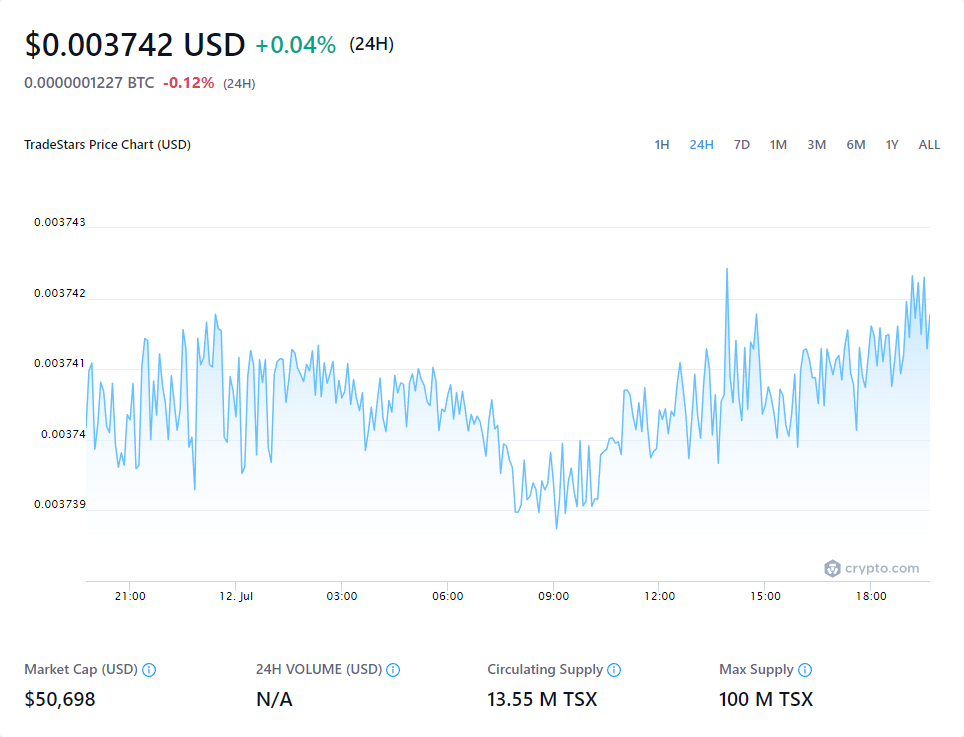 $0.003742 USD +0.04% (24H)
0.0000001227 BTC -0.12% (24H)
TradeStars Price Chart (USD) 1H 24H 7D 1M 3M 6M 1Y ALL
0.003743
0.003742
0.003741
0.00374
0.003739
crypto.com
21:00 12. Jul 03:00 06:00 09:00 12:00 15:00 18:00
Market Cap (USD) 24H VOLUME (USD) Circulating Supply Max Supply
$50,698 N/A 13.55 M TSX 100 M TSX